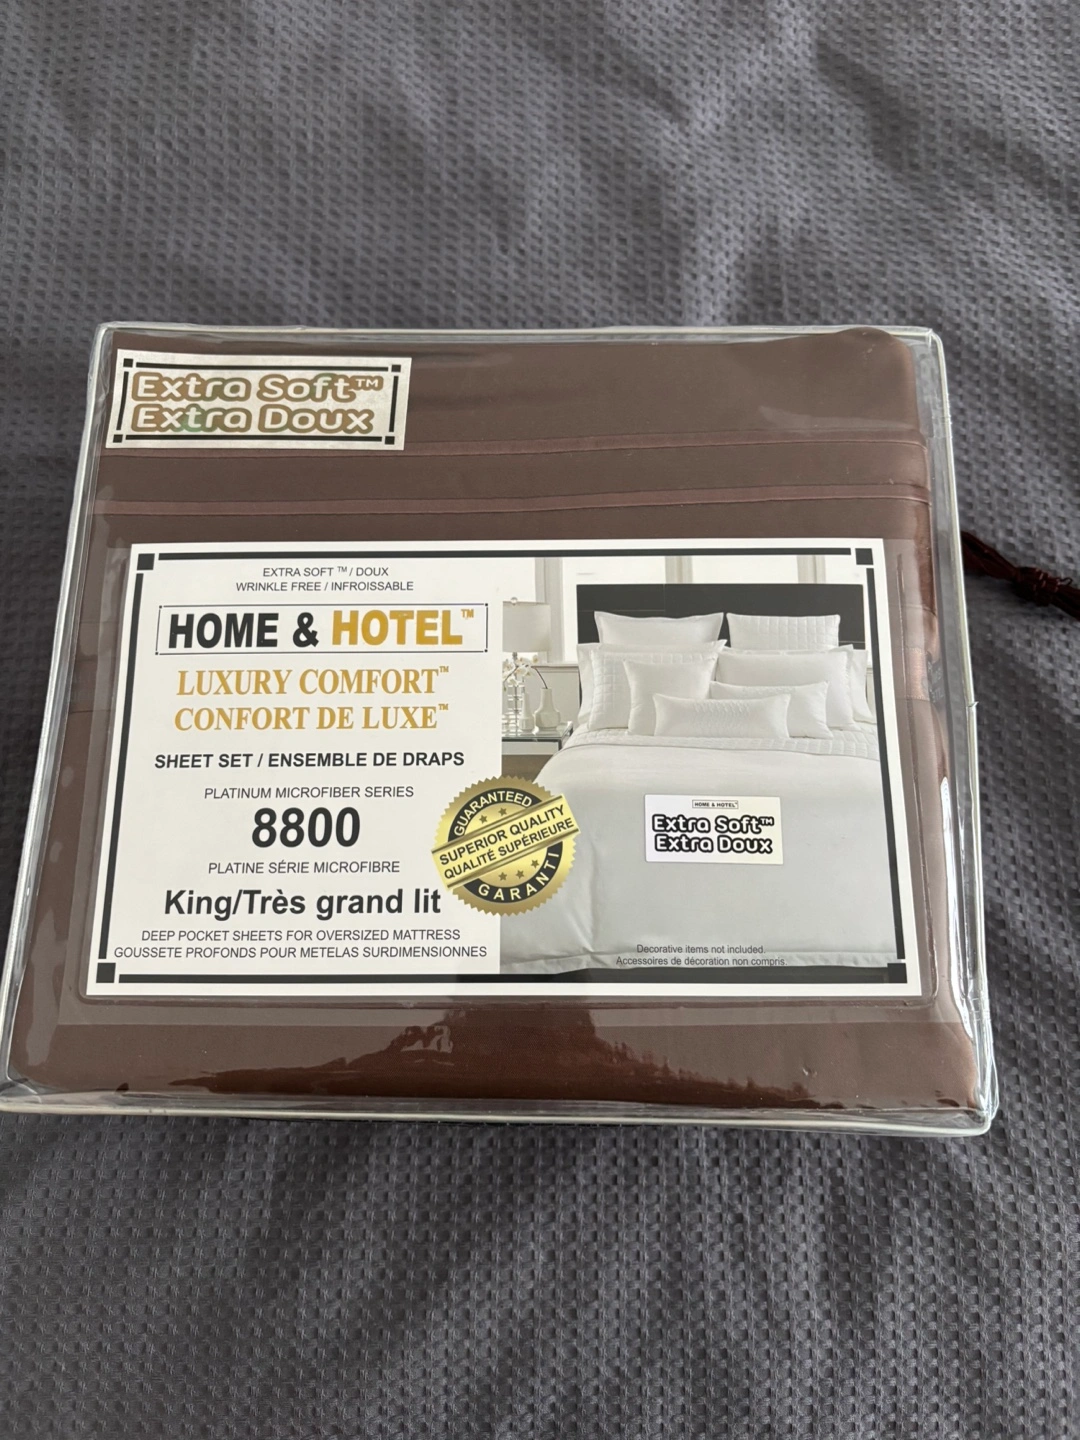 Extra Soft™
Extra Doux
EXTRA SOFT ™ / DOUX
WRINKLE FREE / INFROISSABLE
HOME & HOTEL™
LUXURY COMFORT™
CONFORT DE LUXE™
SHEET SET / ENSEMBLE DE DRAPS
PLATINUM MICROFIBER SERIES
8800
PLATINE SÉRIE MICROFIBRE
King/Très grand lit
DEEP POCKET SHEETS FOR OVERSIZED MATTRESS
GOUSSETE PROFONDS POUR METELAS SURDIMENSIONNES
GUARANTEED
SUPERIOR QUALITY
QUALITÉ SUPÉRIEURE
GARANTI
HOME & HOTEL™
Extra Soft™
Extra Doux
Decorative items not included.
Accessoires de décoration non compris.